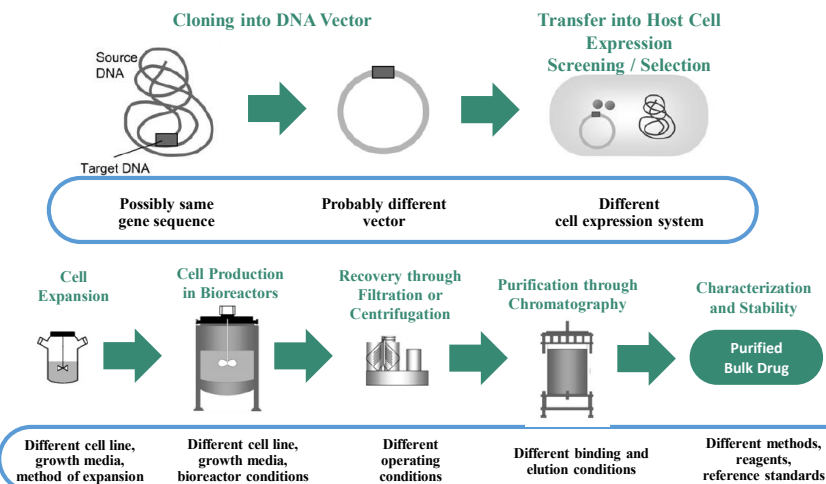 Cloning into DNA Vector
Transfer into Host Cell
Expression
Screening / Selection
Source
DNA
Target DNA
Possibly same
gene sequence
Probably different
vector
Different
cell expression system
Cell
Expansion
Cell Production
in Bioreactors
Recovery through
Filtration or
Centrifugation
Purification through
Chromatography
Characterization
and Stability
Purified
Bulk Drug
Different cell line,
growth media,
method of expansion
Different cell line,
growth media,
bioreactor conditions
Different
operating
conditions
Different binding and
elution conditions
Different methods,
reagents,
reference standards